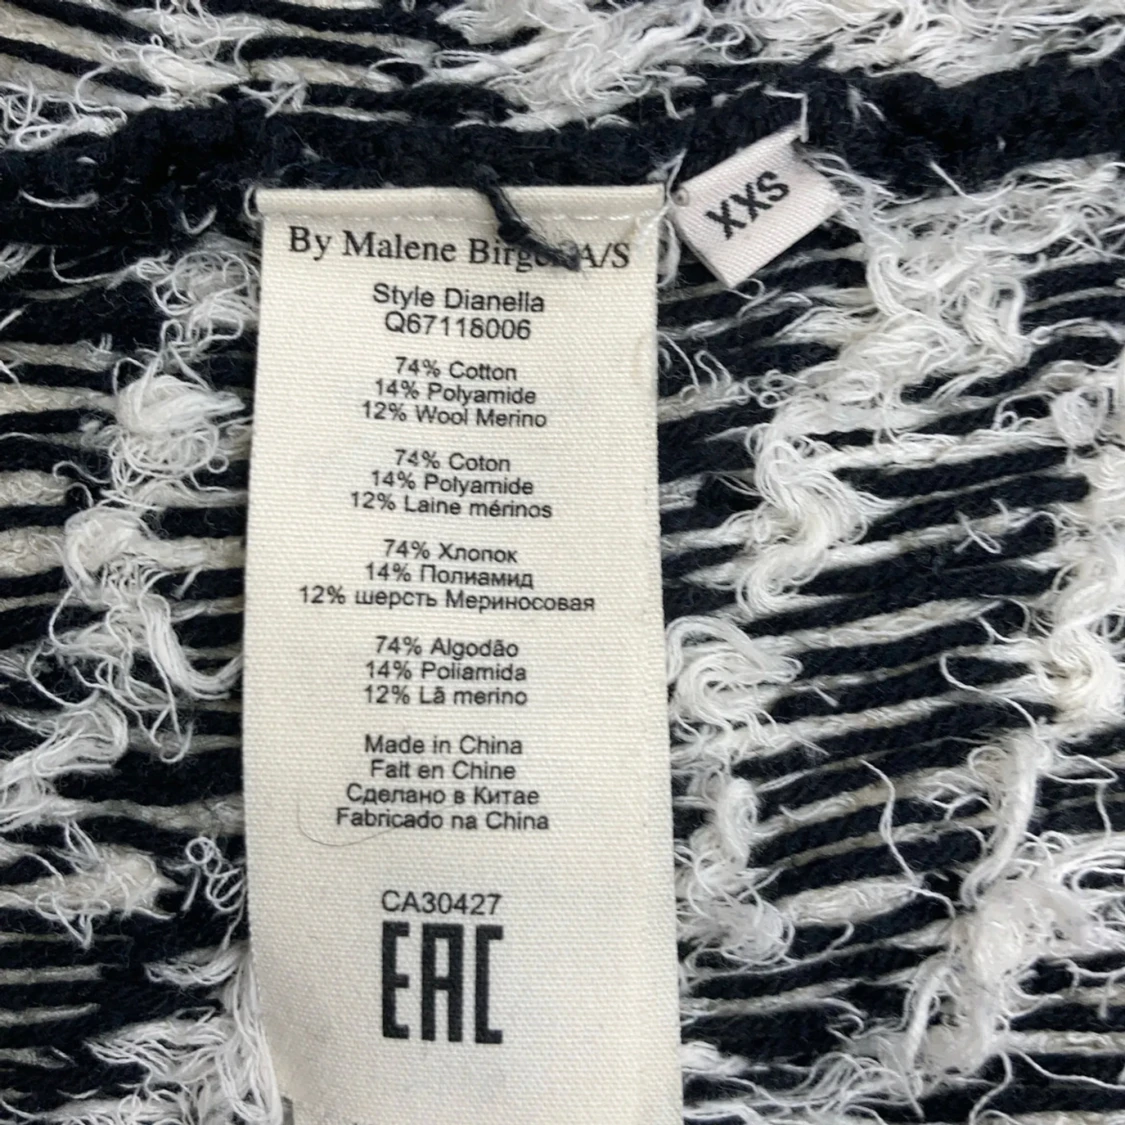 By Malene Birger A/S
XXS
Style Dianella
Q67118006
74% Cotton
14% Polyamide
12% Wool Merino
74% Coton
14% Polyamide
12% Laine mérinos
74% Хлопок
14% Полиамид
12% шерсть Мериносовая
74% Algodão
14% Poliamida
12% Lã merino
Made in China
Fait en Chine
Сделано в Китае
Fabricado na China
CA30427
EAC